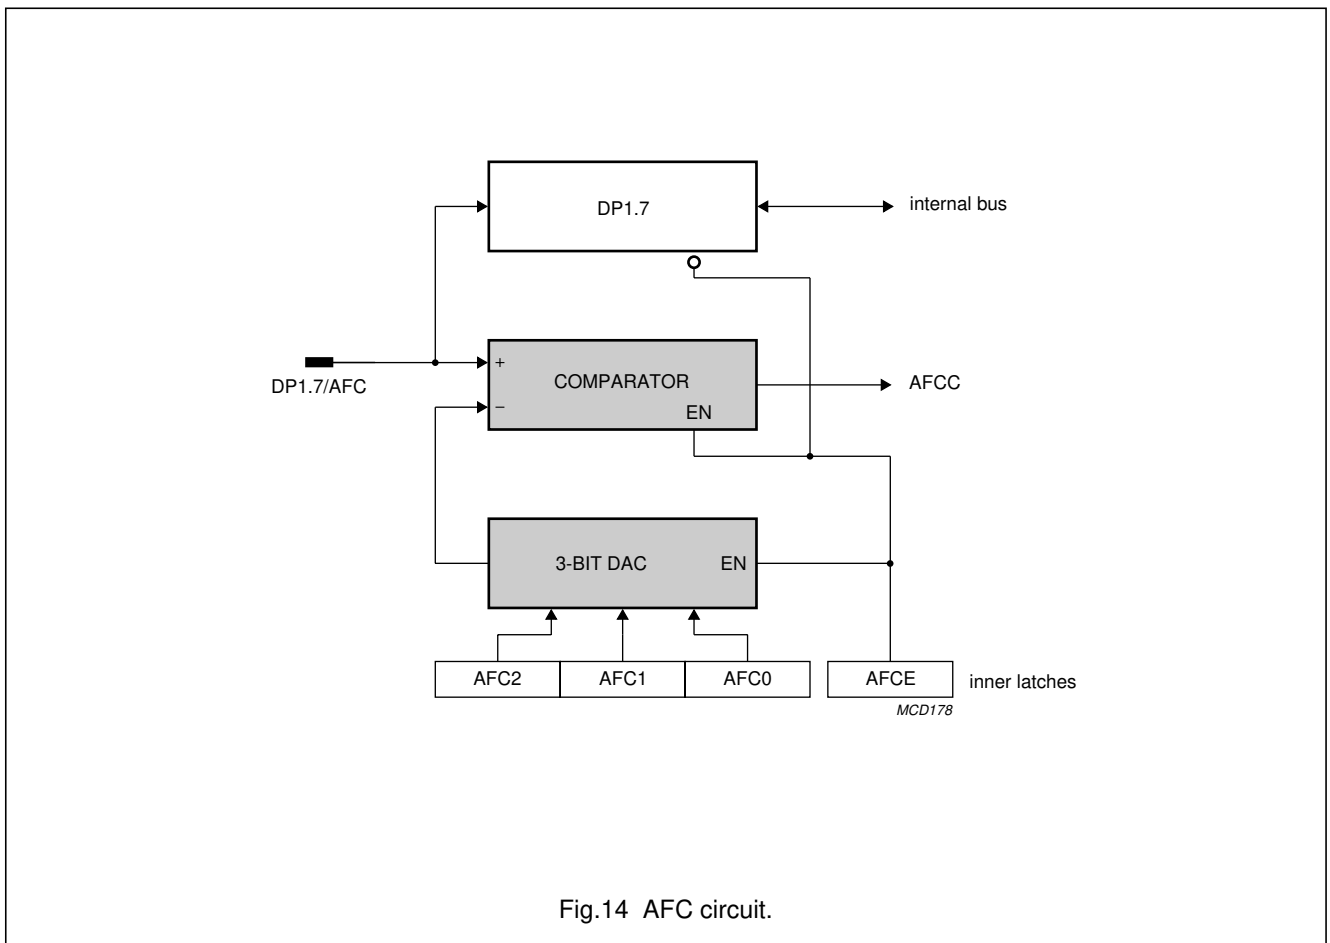 DP1.7
internal bus
DP1.7/AFC
+
COMPARATOR
AFCC
−
EN
3-BIT DAC
EN
AFC2
AFC1
AFC0
AFCE
inner latches
MCD178
Fig.14 AFC circuit.